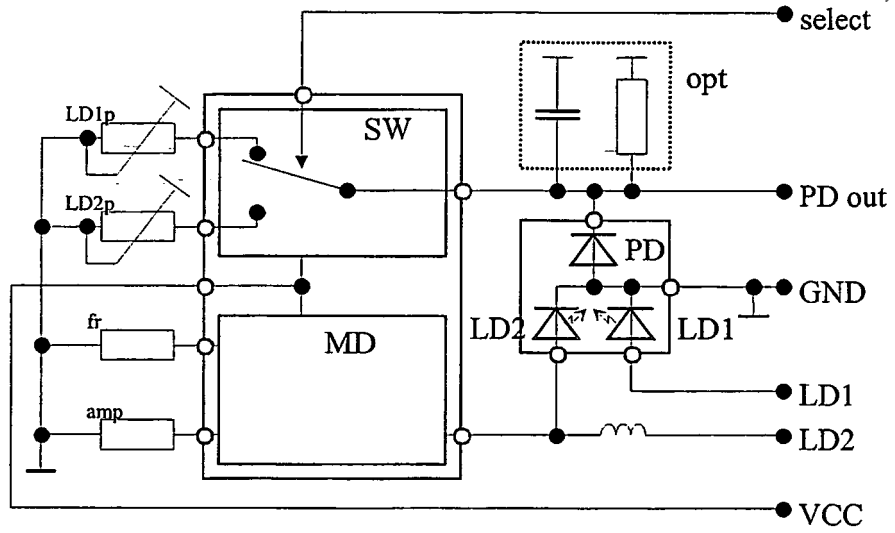 select
opt
LD1p
SW
LD2p
PD out
PD
GND
fr
MD
LD2
LD1
amp
LD1
LD2
VCC